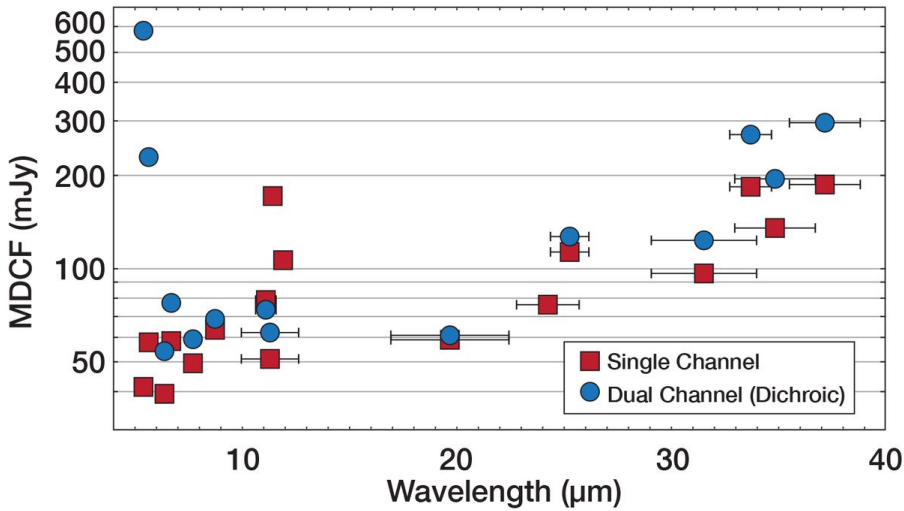 600
500
400
300
200
100
50
MDCF (mJy)
Single Channel
Dual Channel (Dichroic)
10 20 30 40
Wavelength (μm)